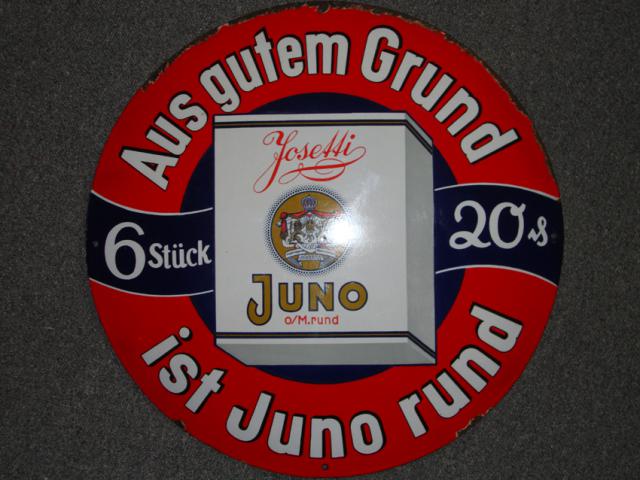 Aus gutem Grund
Josetti
6 Stück
20 ₰
JUNO
o/M.rund
ist Juno rund